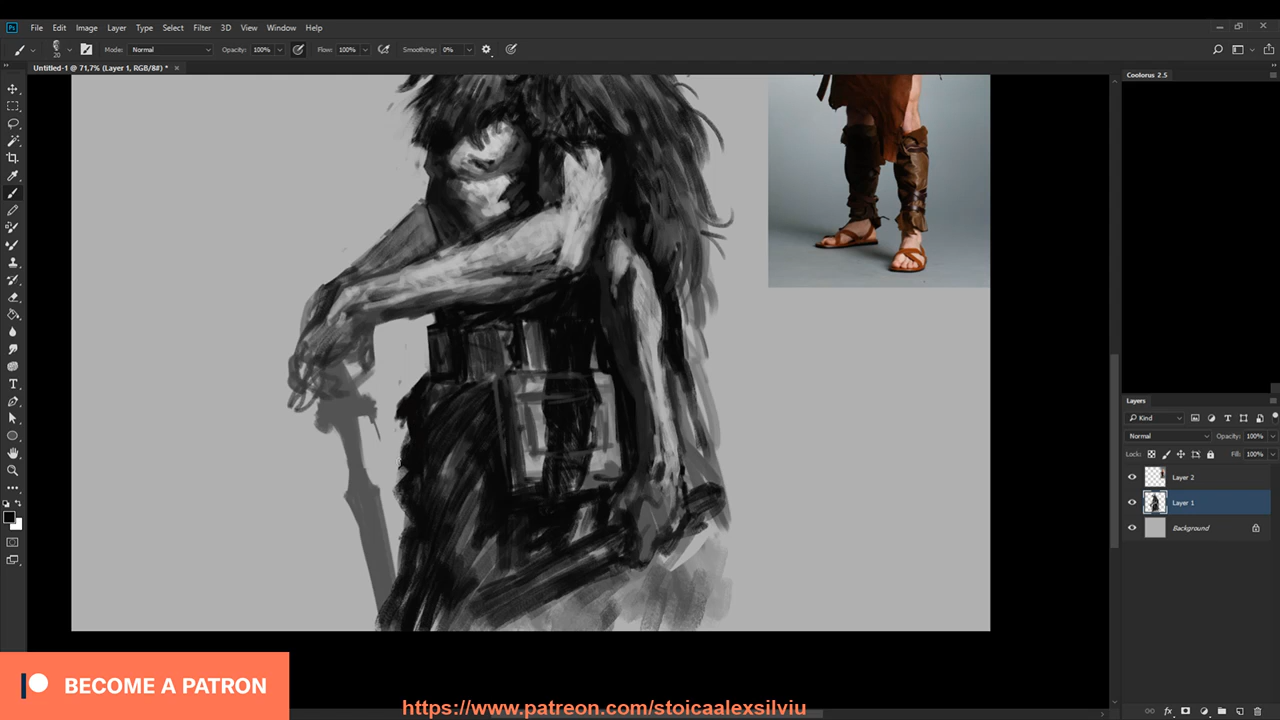 Ps File Edit Image Layer Type Select Filter 3D View Window Help
20 Mode: Normal Opacity: 100% Flow: 100% Smoothing: 0%
Untitled-1 @ 71,7% (Layer 1, RGB/8#) * ×
Coolorus 2.5
Layers
Kind
Normal Opacity: 100%
Lock: Fill: 100%
Layer 2
Layer 1
Background
BECOME A PATRON
https://www.patreon.com/stoicaalexsilviu